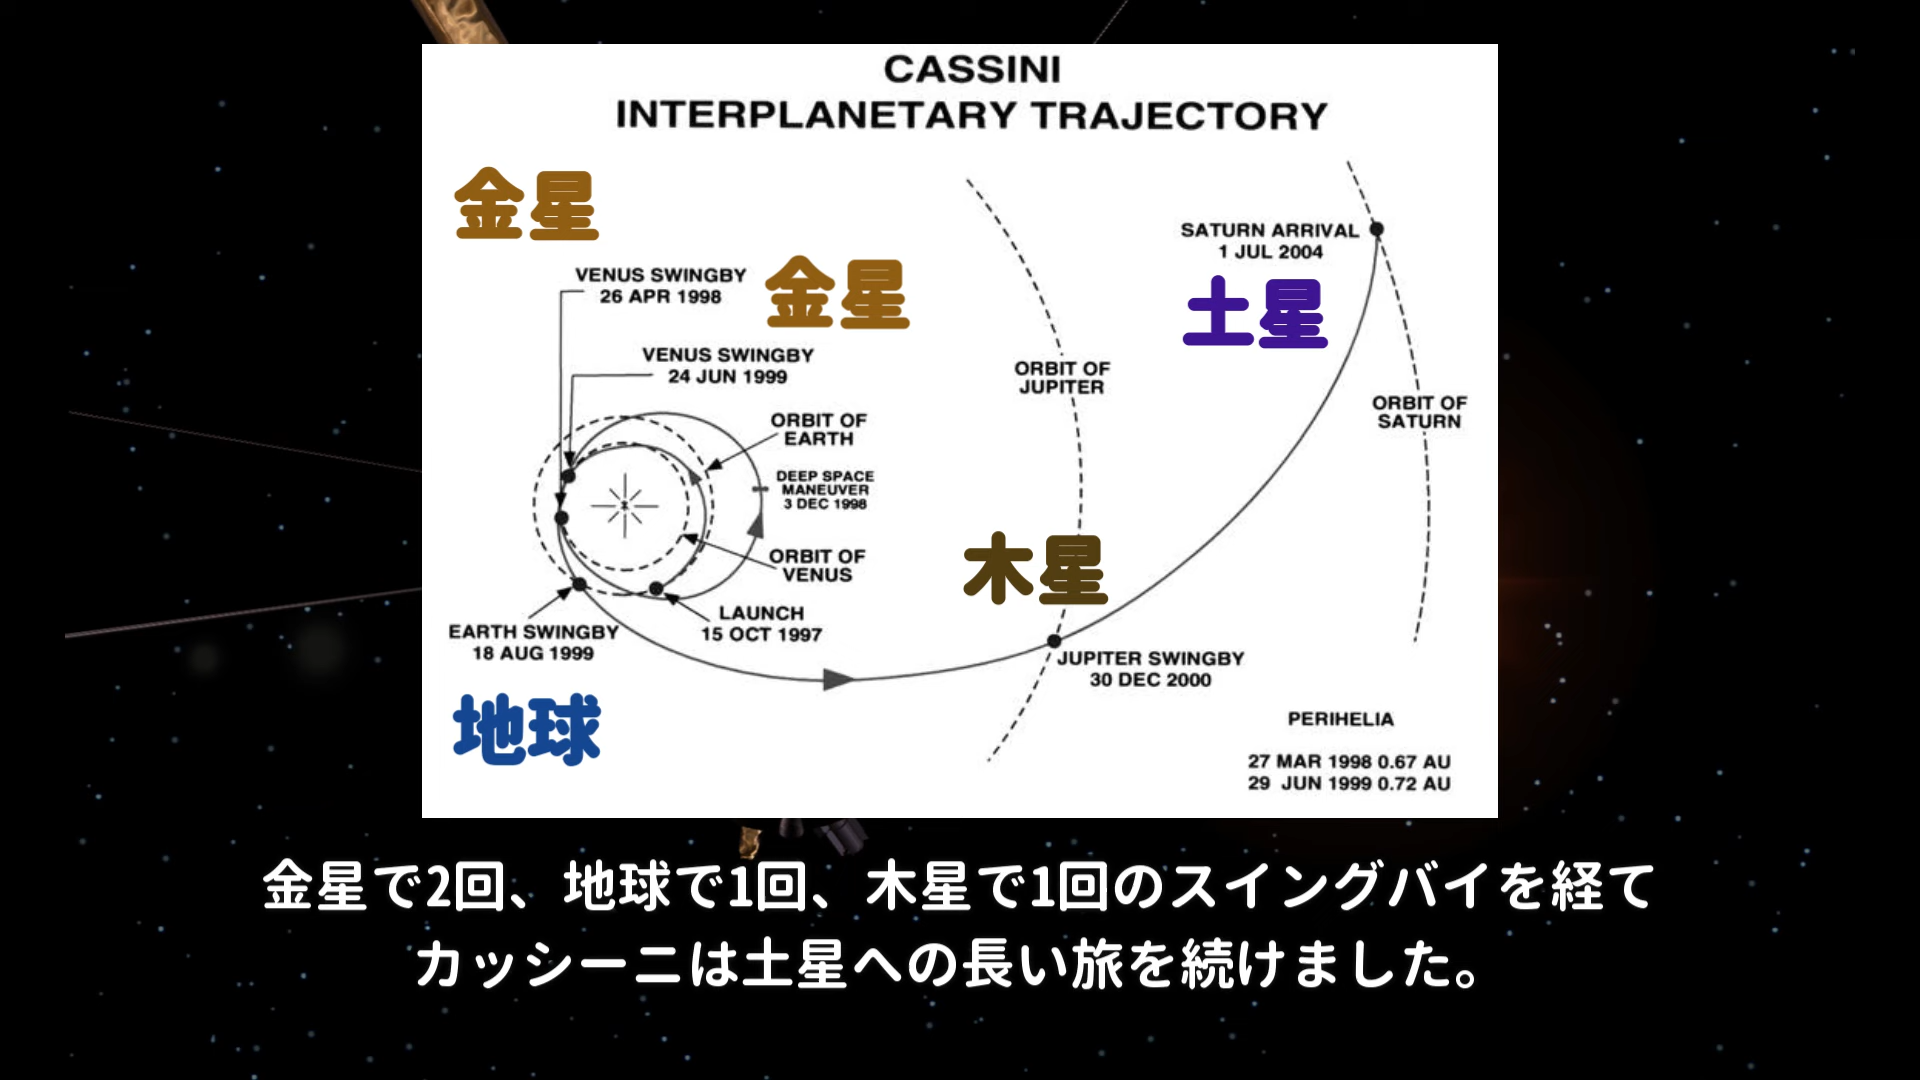 CASSINI
INTERPLANETARY TRAJECTORY
金星
VENUS SWINGBY
26 APR 1998
金星
VENUS SWINGBY
24 JUN 1999
ORBIT OF
EARTH
DEEP SPACE
MANEUVER
3 DEC 1998
ORBIT OF
VENUS
LAUNCH
15 OCT 1997
EARTH SWINGBY
18 AUG 1999
地球
ORBIT OF
JUPITER
木星
JUPITER SWINGBY
30 DEC 2000
SATURN ARRIVAL
1 JUL 2004
土星
ORBIT OF
SATURN
PERIHELIA
27 MAR 1998 0.67 AU
29 JUN 1999 0.72 AU
金星で2回、地球で1回、木星で1回のスイングバイを経て
カッシーニは土星への長い旅を続けました。